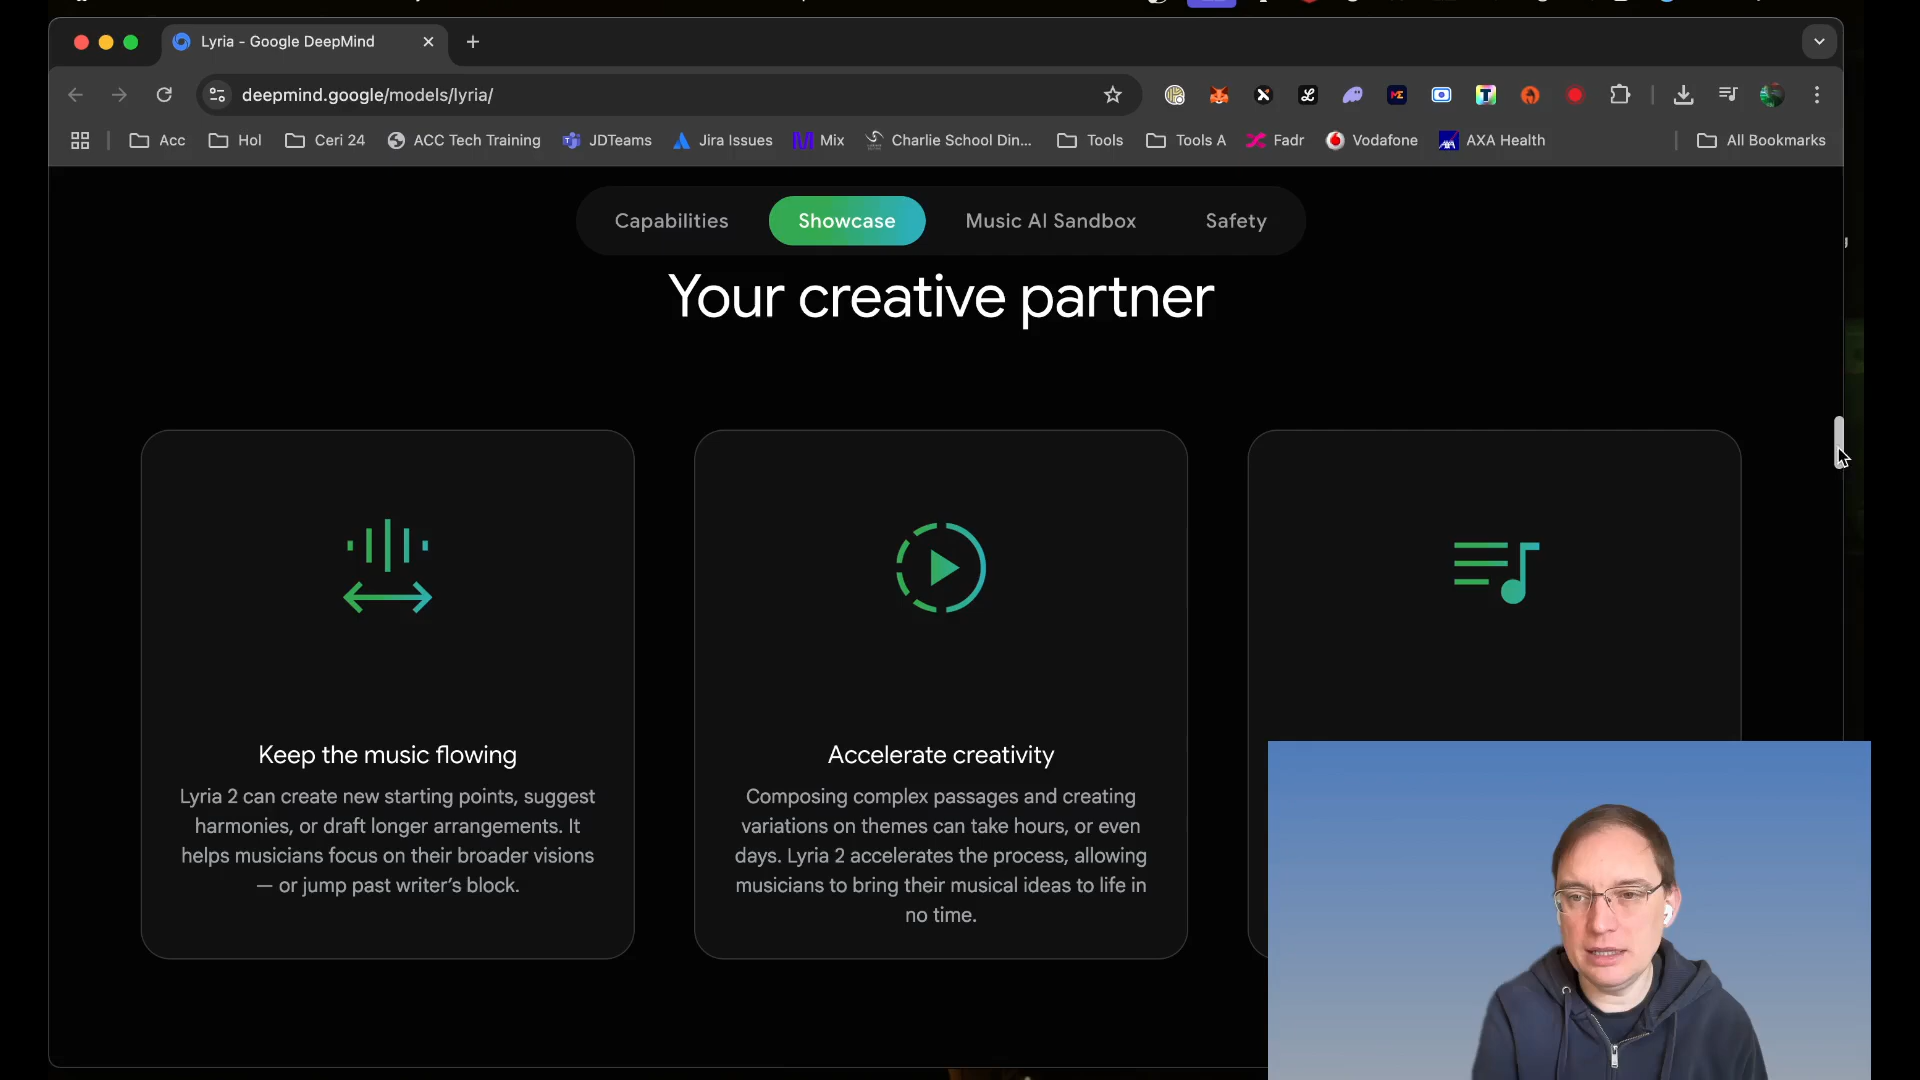 Lyria - Google DeepMind
deepmind.google/models/lyria/
Acc
Hol
Ceri 24
ACC Tech Training
JDTeams
Jira Issues
Mix
Charlie School Din...
Tools
Tools A
Fadr
Vodafone
AXA Health
All Bookmarks
Capabilities
Showcase
Music AI Sandbox
Safety
Your creative partner
Keep the music flowing
Lyria 2 can create new starting points, suggest
harmonies, or draft longer arrangements. It
helps musicians focus on their broader visions
— or jump past writer’s block.
Accelerate creativity
Composing complex passages and creating
variations on themes can take hours, or even
days. Lyria 2 accelerates the process, allowing
musicians to bring their musical ideas to life in
no time.